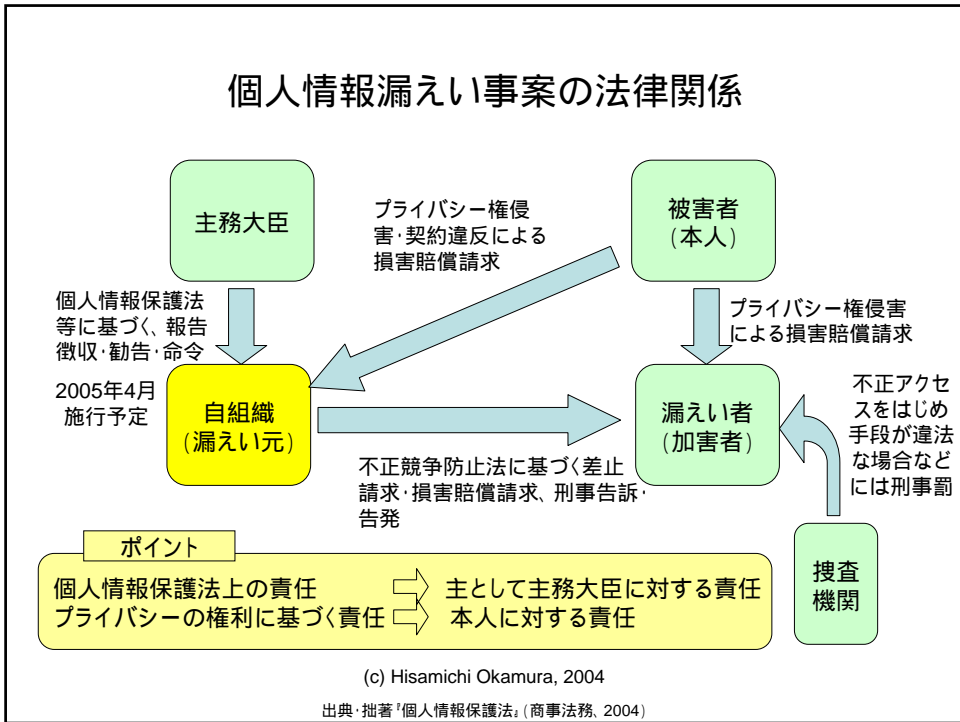 個人情報漏えい事案の法律関係
主務大臣
プライバシー権侵
害・契約違反による
損害賠償請求
被害者
（本人）
個人情報保護法
等に基づく、報告
徴収・勧告・命令
プライバシー権侵害
による損害賠償請求
2005年4月
施行予定
自組織
（漏えい元）
漏えい者
（加害者）
不正アクセ
スをはじめ
手段が違法
な場合など
には刑事罰
不正競争防止法に基づく差止
請求・損害賠償請求、刑事告訴・
告発
捜査
機関
ポイント
個人情報保護法上の責任 主として主務大臣に対する責任
プライバシーの権利に基づく責任 本人に対する責任
(c) Hisamichi Okamura, 2004
出典・拙著『個人情報保護法』（商事法務、2004）